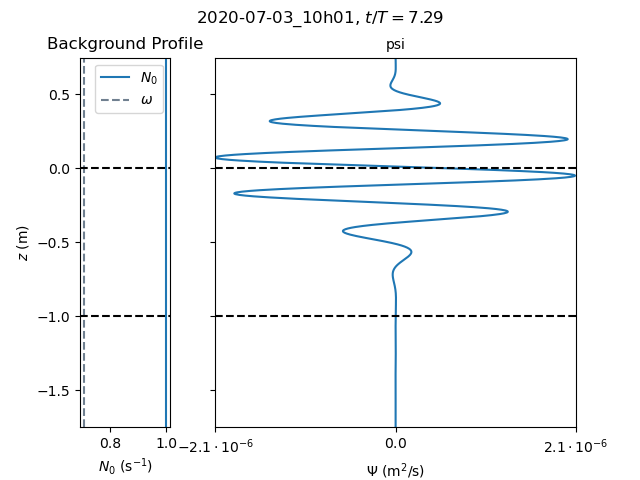 2020-07-03_10h01, t/T = 7.29
Background Profile
psi
N₀
ω
0.5
0.0
−0.5
−1.0
−1.5
z (m)
0.8
1.0
N₀ (s⁻¹)
−2.1 · 10⁻⁶
0.0
2.1 · 10⁻⁶
Ψ (m²/s)